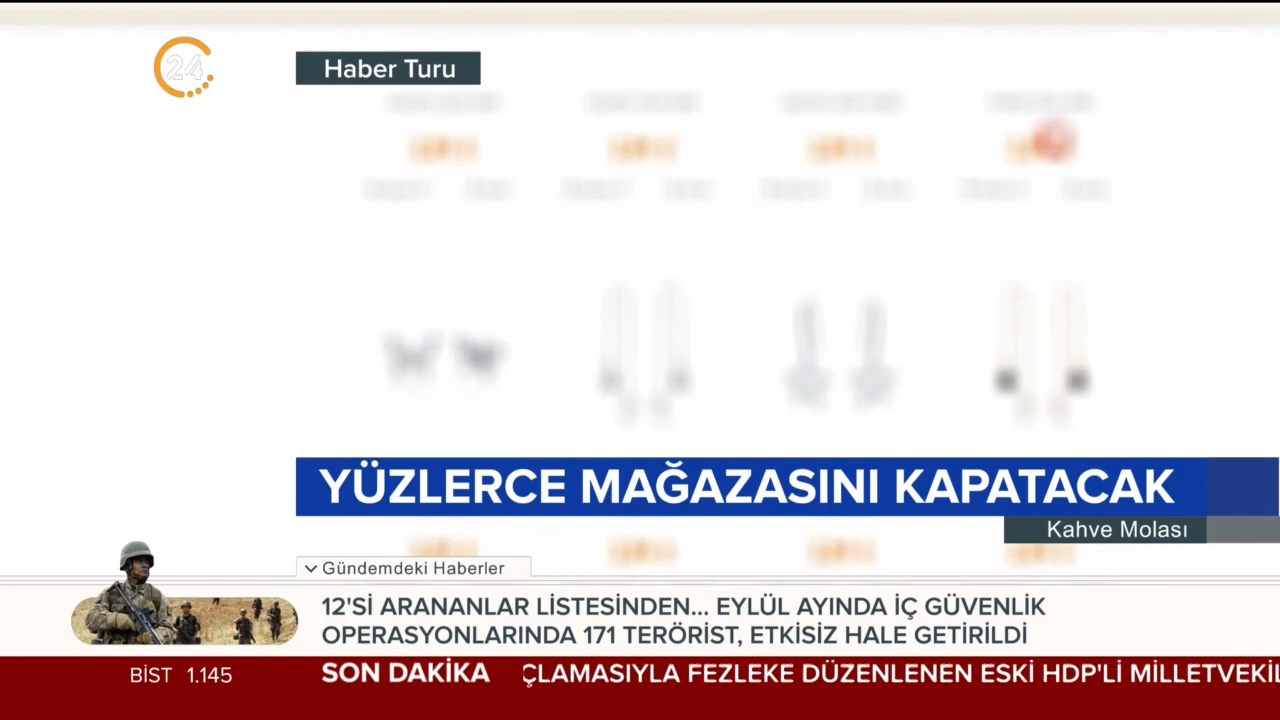 24
Haber Turu
YÜZLERCE MAĞAZASINI KAPATACAK
Kahve Molası
Gündemdeki Haberler
12'Sİ ARANANLAR LİSTESİNDEN... EYLÜL AYINDA İÇ GÜVENLİK
OPERASYONLARINDA 171 TERÖRİST, ETKİSİZ HALE GETİRİLDİ
BİST 1.145
SON DAKİKA ÇLAMASIYLA FEZLEKE DÜZENLENEN ESKİ HDP'Lİ MİLLETVEKİL